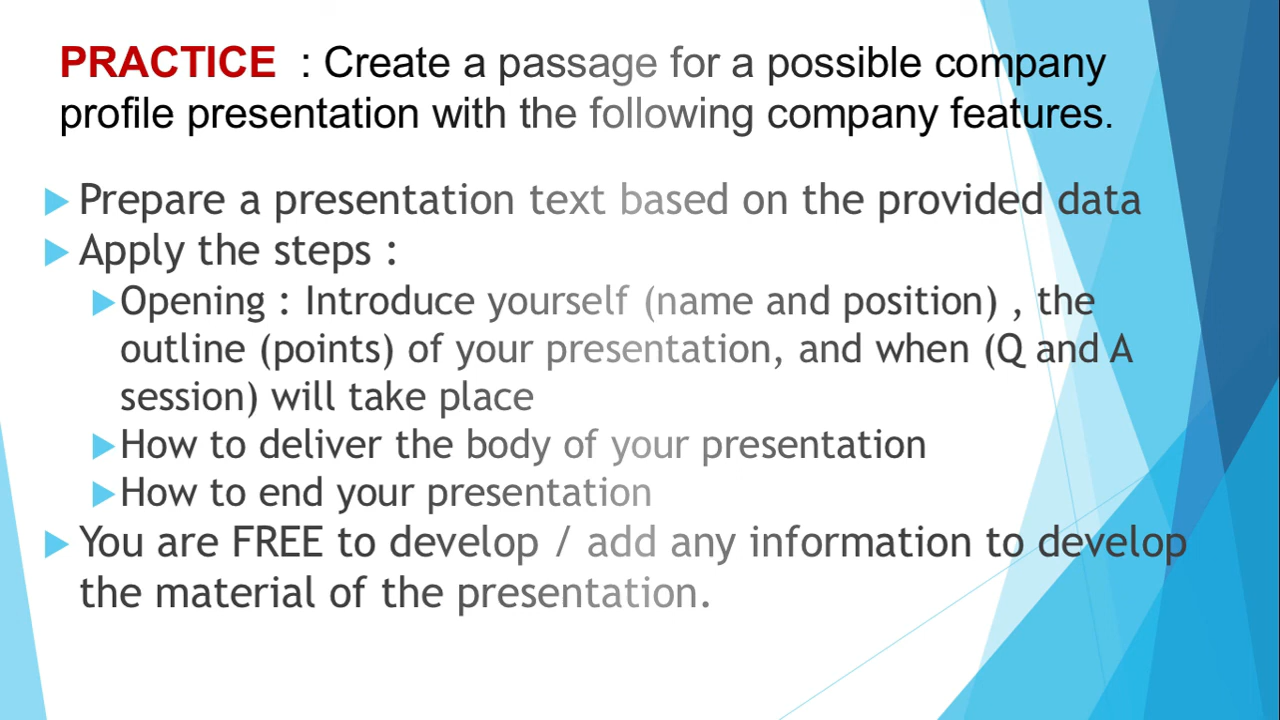 PRACTICE : Create a passage for a possible company
profile presentation with the following company features.
Prepare a presentation text based on the provided data
Apply the steps :
Opening : Introduce yourself (name and position) , the
outline (points) of your presentation, and when (Q and A
session) will take place
How to deliver the body of your presentation
How to end your presentation
You are FREE to develop / add any information to develop
the material of the presentation.